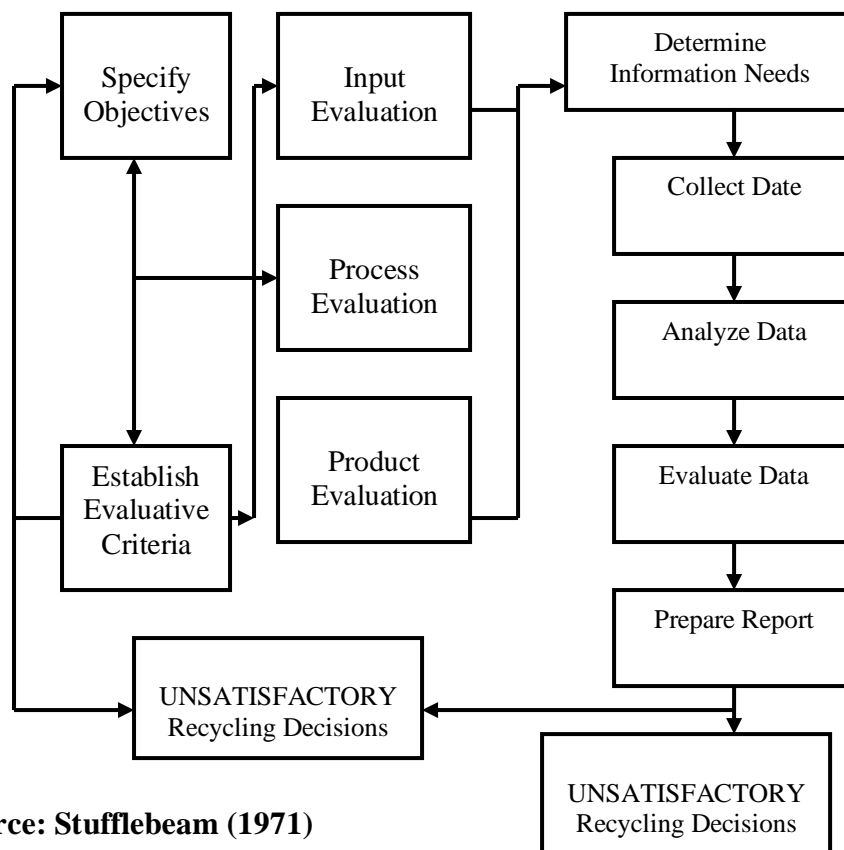 Specify
Objectives
Input
Evaluation
Determine
Information Needs
Collect Date
Process
Evaluation
Analyze Data
Establish
Evaluative
Criteria
Product
Evaluation
Evaluate Data
Prepare Report
UNSATISFACTORY
Recycling Decisions
UNSATISFACTORY
Recycling Decisions
rce: Stufflebeam (1971)